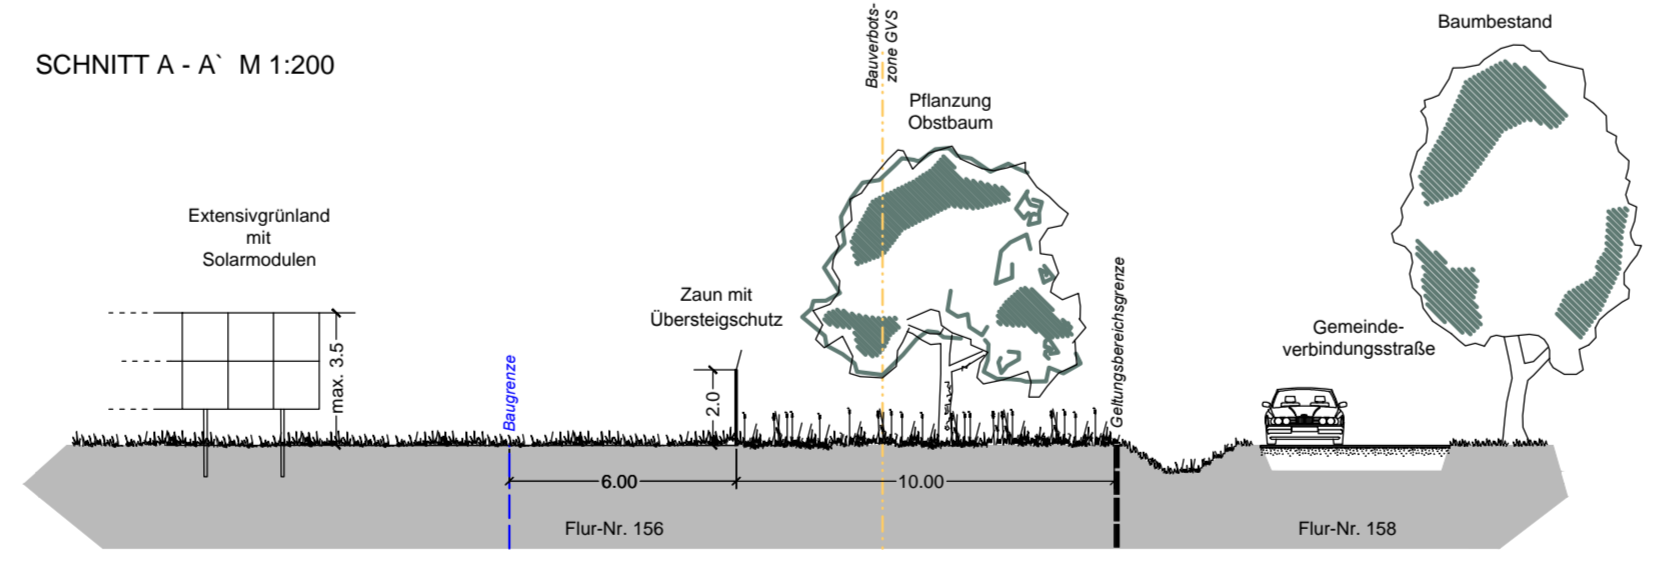 SCHNITT A - A` M 1:200
Bauverbots-
zone GVS
Baumbestand
Pflanzung
Obstbaum
Extensivgrünland
mit
Solarmodulen
Zaun mit
Übersteigschutz
Gemeinde-
verbindungsstraße
max. 3.5
Baugrenze
2.0
Geltungsbereichsgrenze
6.00
10.00
Flur-Nr. 156
Flur-Nr. 158